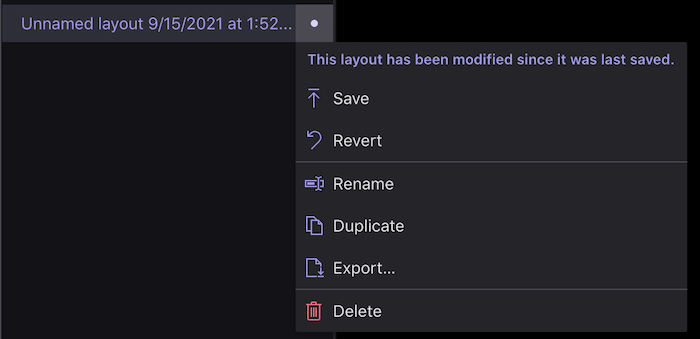 Unnamed layout 9/15/2021 at 1:52...
This layout has been modified since it was last saved.
Save
Revert
Rename
Duplicate
Export...
Delete